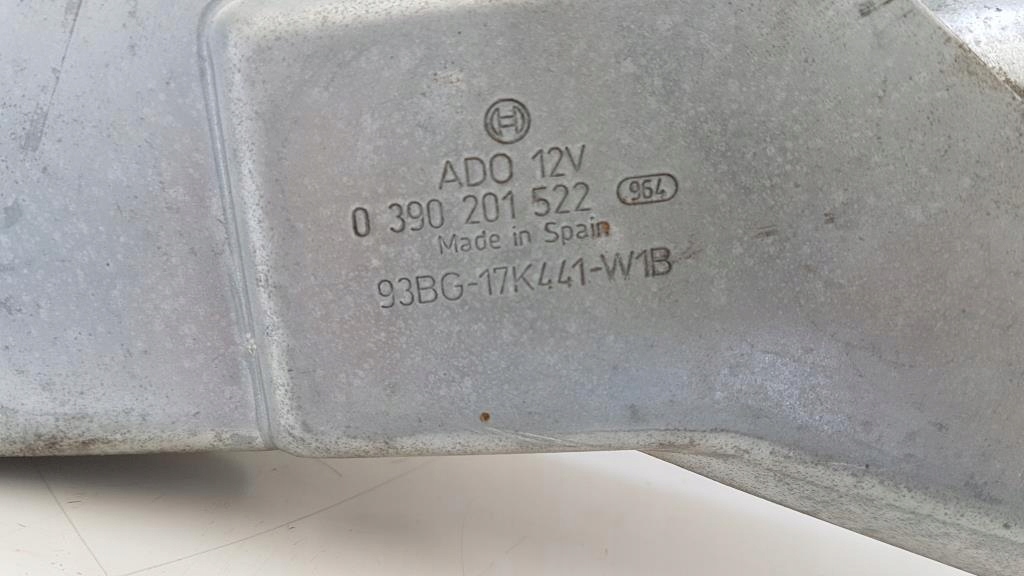 ADO 12V
0 390 201 522 964
Made in Spain
93BG-17K441-W1B